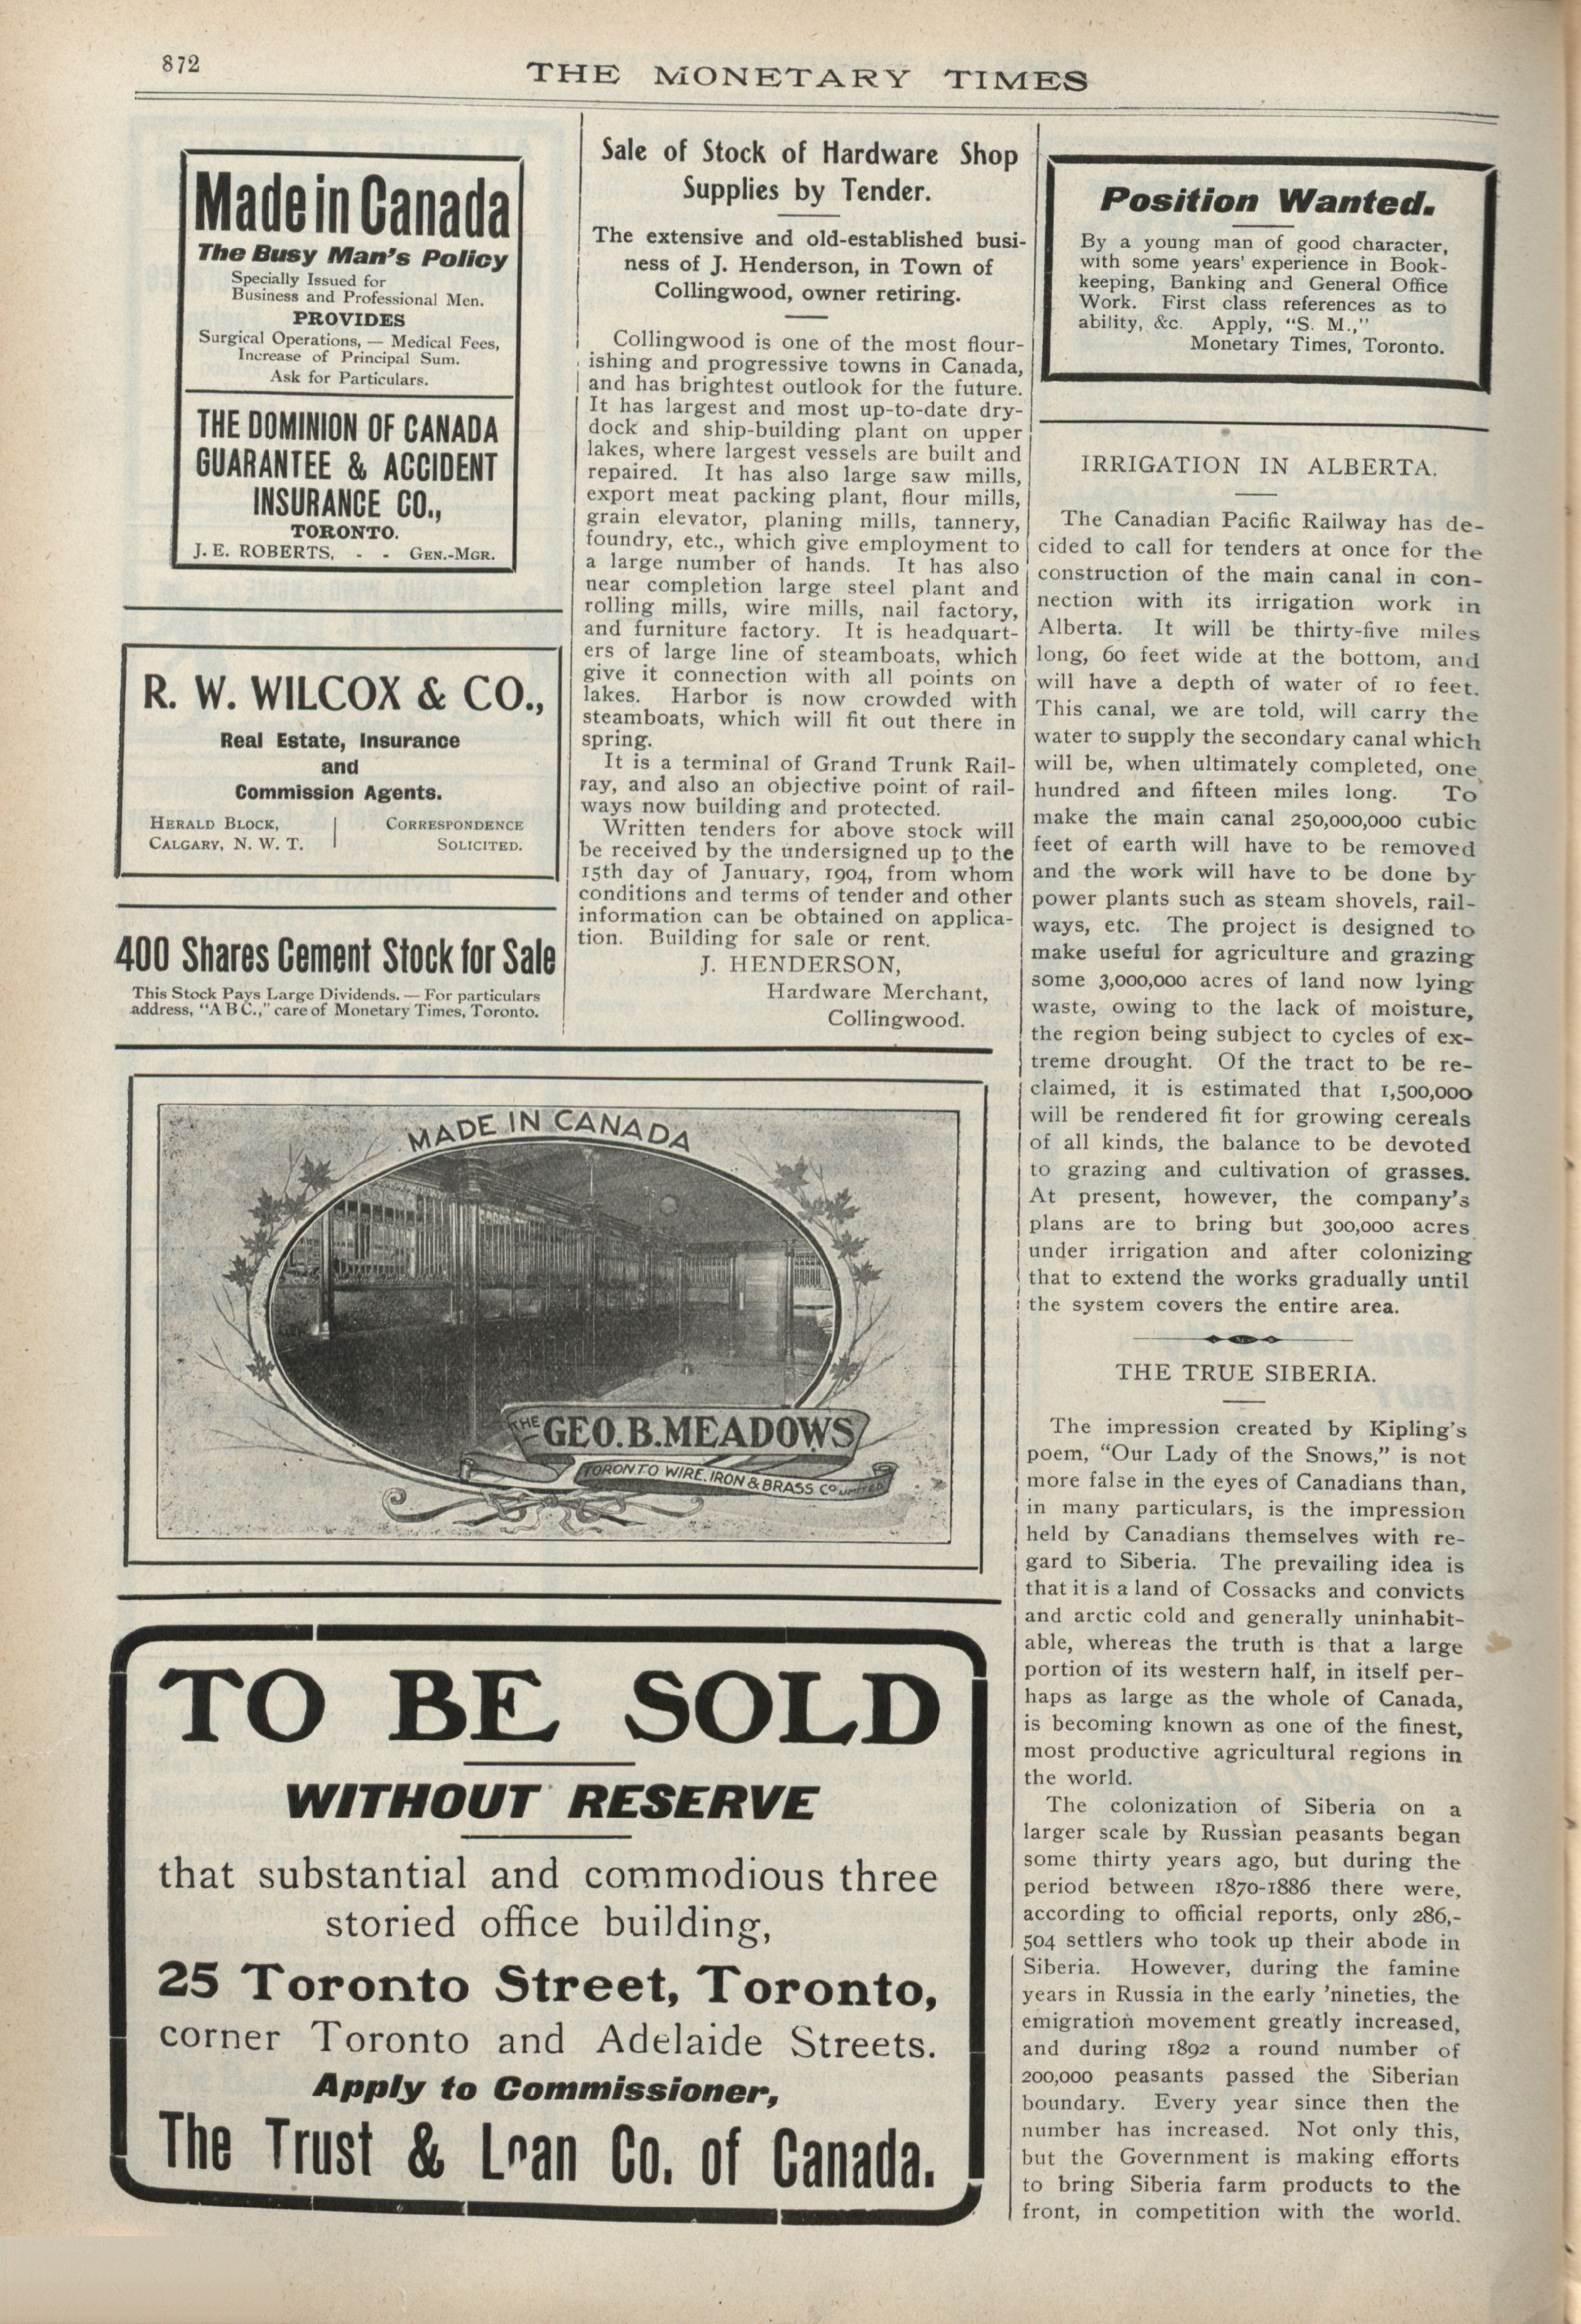 872
THE MONETARY TIMES
Made in Canada
The Busy Man's Policy
Specially Issued for
Business and Professional Men.
PROVIDES
Surgical Operations, — Medical Fees,
Increase of Principal Sum.
Ask for Particulars.
THE DOMINION OF CANADA
GUARANTEE & ACCIDENT
INSURANCE CO.,
TORONTO.
J. E. ROBERTS, - - GEN.-MGR.
R. W. WILCOX & CO.,
Real Estate, Insurance
and
Commission Agents.
HERALD BLOCK,
CALGARY, N. W. T.
CORRESPONDENCE
SOLICITED.
400 Shares Cement Stock for Sale
This Stock Pays Large Dividends. — For particulars
address, "A B C.," care of Monetary Times, Toronto.
Sale of Stock of Hardware Shop
Supplies by Tender.
The extensive and old-established busi-
ness of J. Henderson, in Town of
Collingwood, owner retiring.
Collingwood is one of the most flour-
ishing and progressive towns in Canada,
and has brightest outlook for the future.
It has largest and most up-to-date dry-
dock and ship-building plant on upper
lakes, where largest vessels are built and
repaired. It has also large saw mills,
export meat packing plant, flour mills,
grain elevator, planing mills, tannery,
foundry, etc., which give employment to
a large number of hands. It has also
near completion large steel plant and
rolling mills, wire mills, nail factory,
and furniture factory. It is headquart-
ers of large line of steamboats, which
give it connection with all points on
lakes. Harbor is now crowded with
steamboats, which will fit out there in
spring.
It is a terminal of Grand Trunk Rail-
ray, and also an objective point of rail-
ways now building and protected.
Written tenders for above stock will
be received by the undersigned up to the
15th day of January, 1904, from whom
conditions and terms of tender and other
information can be obtained on applica-
tion. Building for sale or rent.
J. HENDERSON,
Hardware Merchant,
Collingwood.
MADE IN CANADA
THE GEO. B. MEADOWS
TORONTO WIRE, IRON & BRASS CO LIMITED
TO BE SOLD
WITHOUT RESERVE
that substantial and commodious three
storied office building,
25 Toronto Street, Toronto,
corner Toronto and Adelaide Streets.
Apply to Commissioner,
The Trust & Loan Co. of Canada.
Position Wanted.
By a young man of good character,
with some years' experience in Book-
keeping, Banking and General Office
Work. First class references as to
ability, &c. Apply, "S. M.,"
Monetary Times, Toronto.
IRRIGATION IN ALBERTA.
The Canadian Pacific Railway has de-
cided to call for tenders at once for the
construction of the main canal in con-
nection with its irrigation work in
Alberta. It will be thirty-five miles
long, 60 feet wide at the bottom, and
will have a depth of water of 10 feet.
This canal, we are told, will carry the
water to supply the secondary canal which
will be, when ultimately completed, one
hundred and fifteen miles long. To
make the main canal 250,000,000 cubic
feet of earth will have to be removed
and the work will have to be done by
power plants such as steam shovels, rail-
ways, etc. The project is designed to
make useful for agriculture and grazing
some 3,000,000 acres of land now lying
waste, owing to the lack of moisture,
the region being subject to cycles of ex-
treme drought. Of the tract to be re-
claimed, it is estimated that 1,500,000
will be rendered fit for growing cereals
of all kinds, the balance to be devoted
to grazing and cultivation of grasses.
At present, however, the company's
plans are to bring but 300,000 acres
under irrigation and after colonizing
that to extend the works gradually until
the system covers the entire area.
THE TRUE SIBERIA.
The impression created by Kipling's
poem, "Our Lady of the Snows," is not
more false in the eyes of Canadians than,
in many particulars, is the impression
held by Canadians themselves with re-
gard to Siberia. The prevailing idea is
that it is a land of Cossacks and convicts
and arctic cold and generally uninhabit-
able, whereas the truth is that a large
portion of its western half, in itself per-
haps as large as the whole of Canada,
is becoming known as one of the finest,
most productive agricultural regions in
the world.
The colonization of Siberia on a
larger scale by Russian peasants began
some thirty years ago, but during the
period between 1870-1886 there were,
according to official reports, only 286,-
504 settlers who took up their abode in
Siberia. However, during the famine
years in Russia in the early 'nineties, the
emigration movement greatly increased,
and during 1892 a round number of
200,000 peasants passed the Siberian
boundary. Every year since then the
number has increased. Not only this,
but the Government is making efforts
to bring Siberia farm products to the
front, in competition with the world.